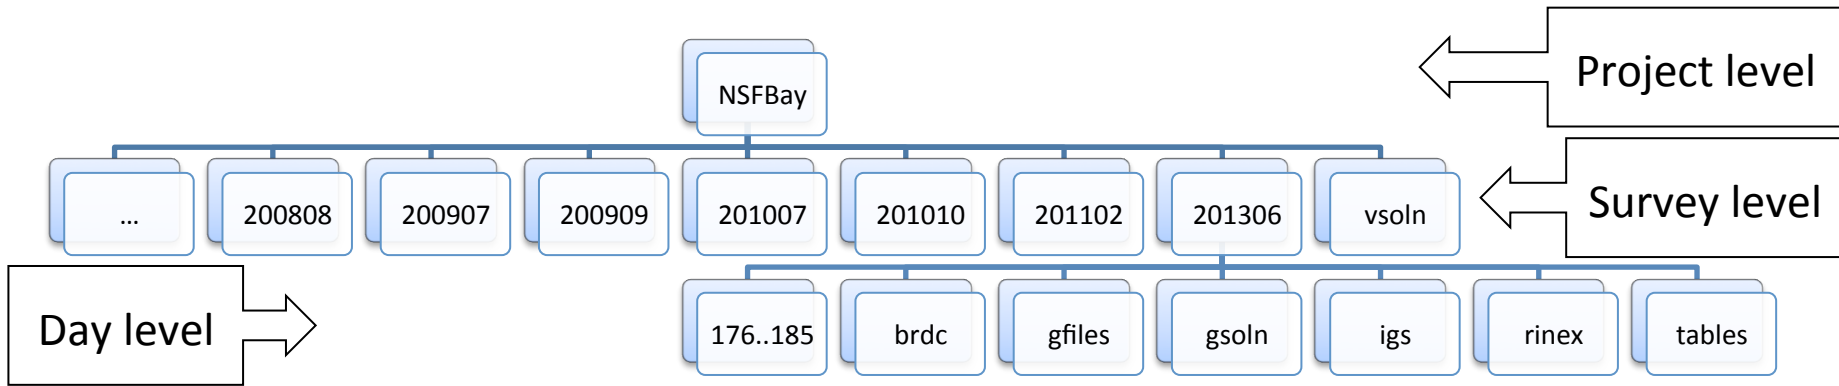 Project level
NSFBay
...
200808
200907
200909
201007
201010
201102
201306
vsoln
Survey level
Day level
176..185
brdc
gfiles
gsoln
igs
rinex
tables